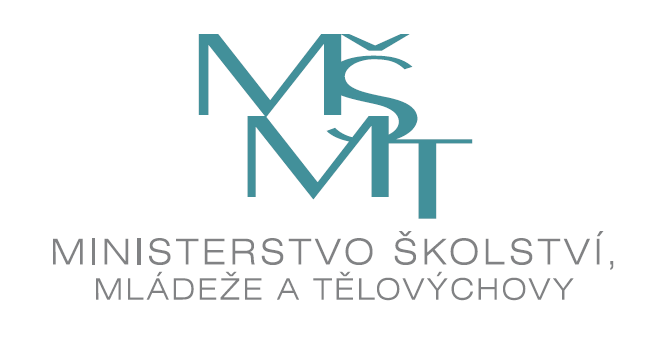 MŠ
MT
MINISTERSTVO ŠKOLSTVÍ,
MLÁDEŽE A TĚLOVÝCHOVY